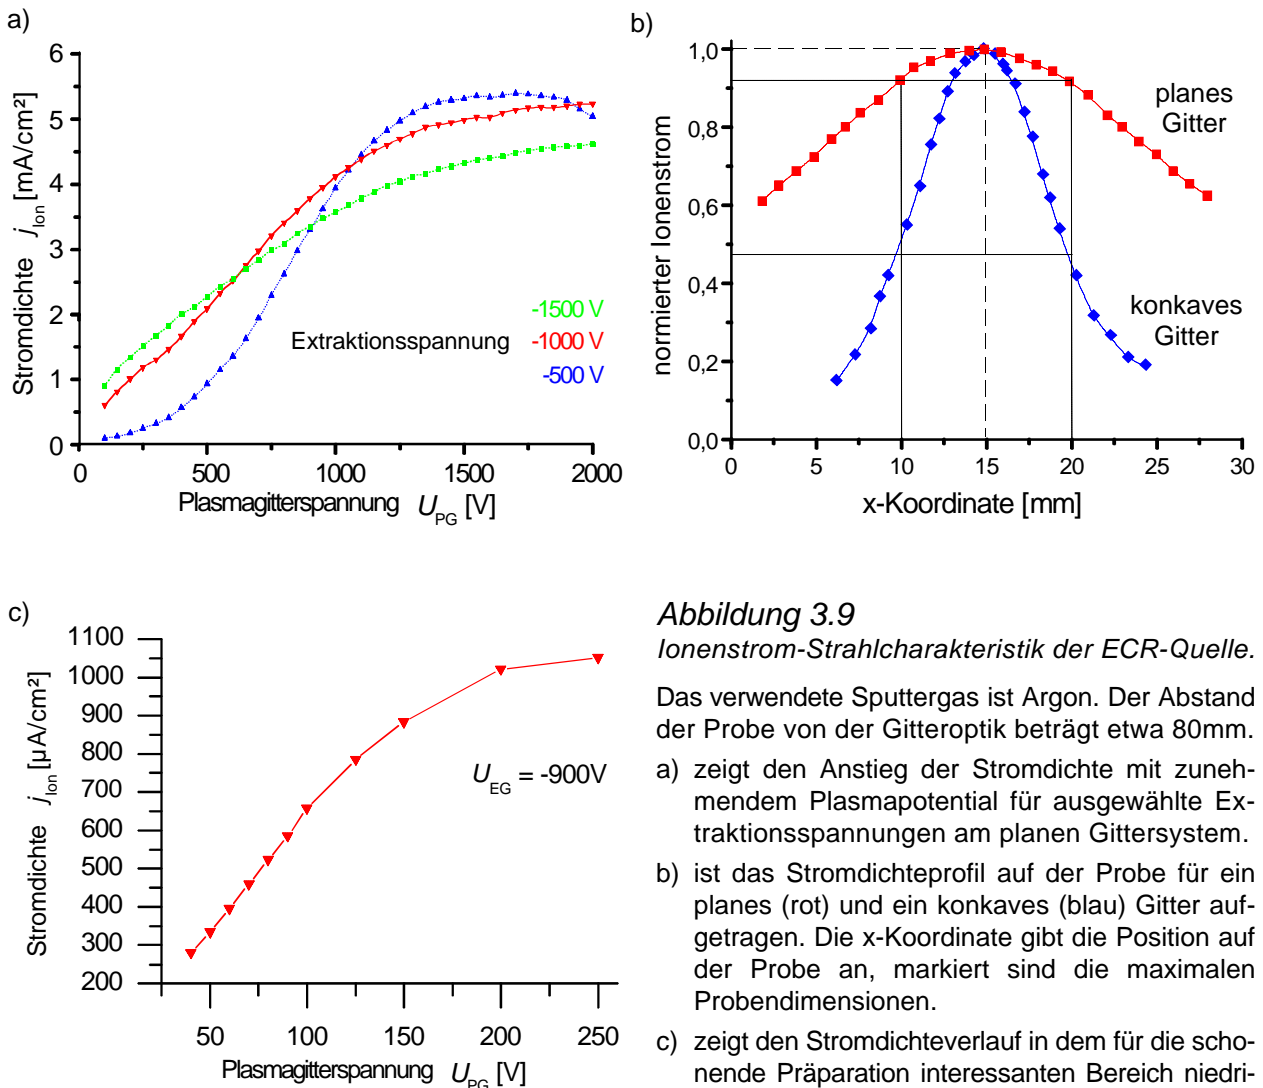 a)
6
5
4
3
2
1
0
Stromdichte j_Ion [mA/cm²]
-1500 V
Extraktionsspannung -1000 V
-500 V
0 500 1000 1500 2000
Plasmagitterspannung U_PG [V]
b)
1,0
0,8
0,6
0,4
0,2
0,0
normierter Ionenstrom
planes
Gitter
konkaves
Gitter
0 5 10 15 20 25 30
x-Koordinate [mm]
c)
1100
1000
900
800
700
600
500
400
300
200
Stromdichte j_Ion [µA/cm²]
U_EG = -900V
50 100 150 200 250
Plasmagitterspannung U_PG [V]
Abbildung 3.9
Ionenstrom-Strahlcharakteristik der ECR-Quelle.
Das verwendete Sputtergas ist Argon. Der Abstand
der Probe von der Gitteroptik beträgt etwa 80mm.
a) zeigt den Anstieg der Stromdichte mit zuneh-
mendem Plasmapotential für ausgewählte Ex-
traktionsspannungen am planen Gittersystem.
b) ist das Stromdichteprofil auf der Probe für ein
planes (rot) und ein konkaves (blau) Gitter auf-
getragen. Die x-Koordinate gibt die Position auf
der Probe an, markiert sind die maximalen
Probendimensionen.
c) zeigt den Stromdichteverlauf in dem für die scho-
nende Präparation interessanten Bereich niedri-